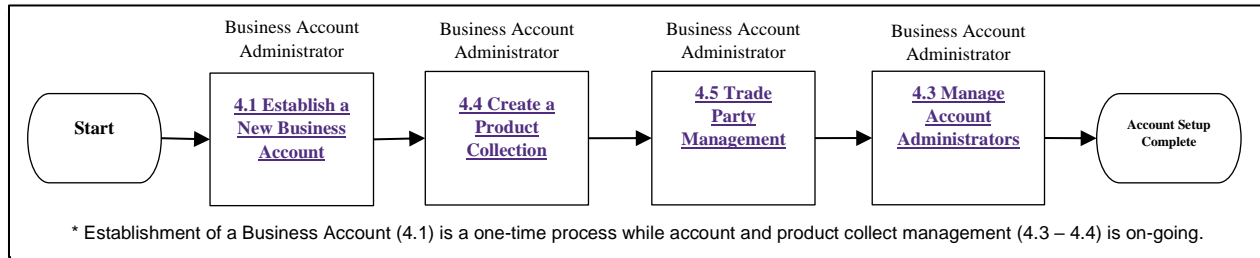 Business Account
Administrator
Business Account
Administrator
Business Account
Administrator
Business Account
Administrator
Start
4.1 Establish a
New Business
Account
4.4 Create a
Product
Collection
4.5 Trade
Party
Management
4.3 Manage
Account
Administrators
Account Setup
Complete
* Establishment of a Business Account (4.1) is a one-time process while account and product collect management (4.3 – 4.4) is on-going.